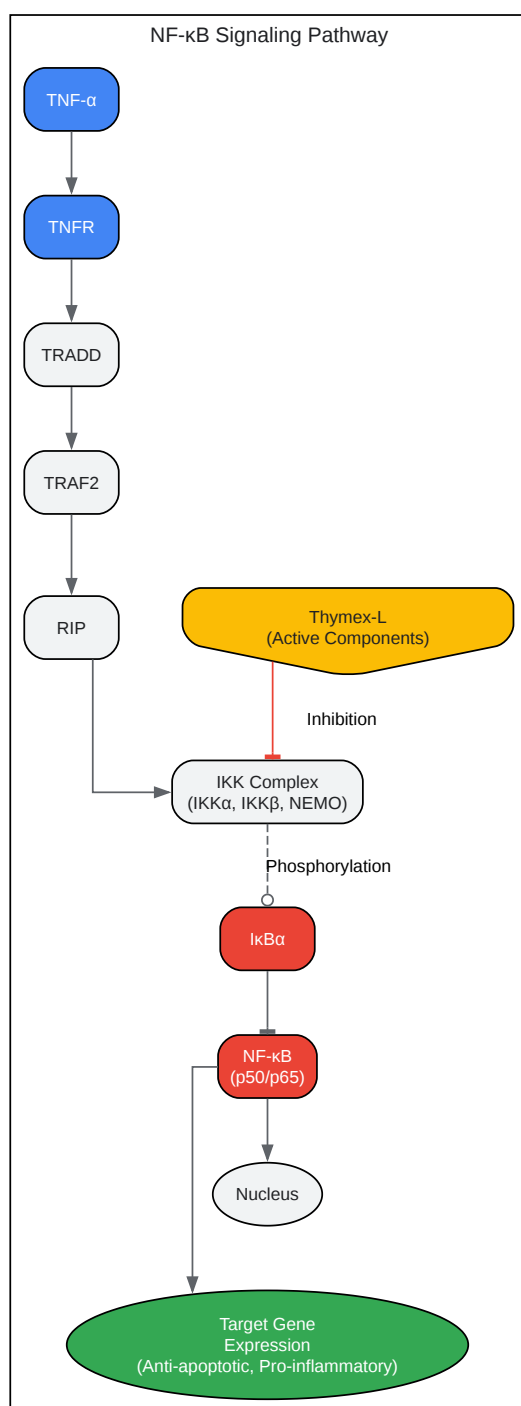 NF-κB Signaling Pathway
TNF-α
TNFR
TRADD
TRAF2
RIP
Thymex-L
(Active Components)
Inhibition
IKK Complex
(IKKα, IKKβ, NEMO)
Phosphorylation
IκBα
NF-κB
(p50/p65)
Nucleus
Target Gene
Expression
(Anti-apoptotic, Pro-inflammatory)